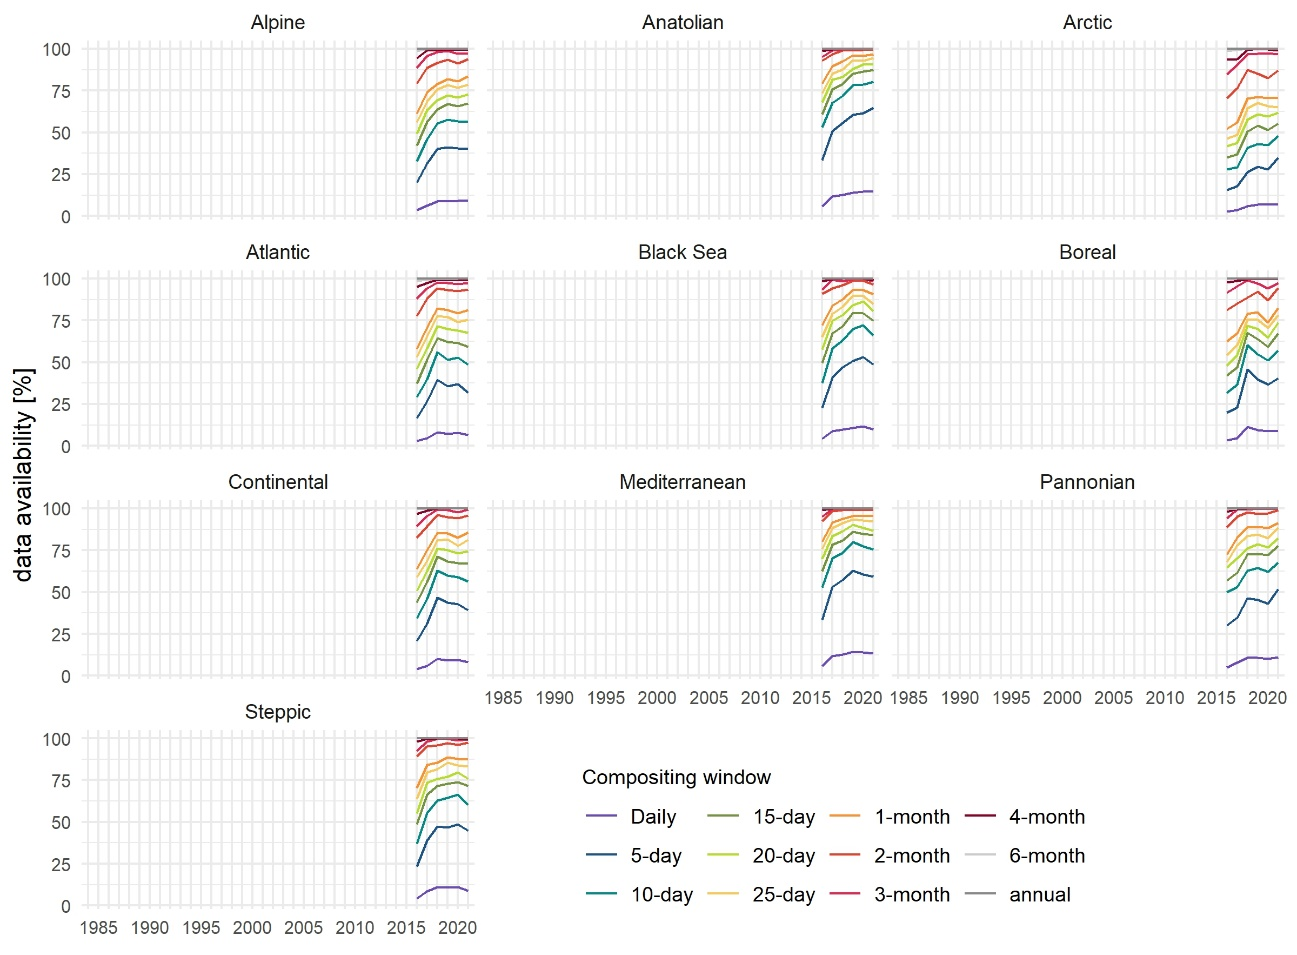 Alpine Anatolian Arctic
100
75
50
25
0
Atlantic Black Sea Boreal
100
75
50
25
0
data availability [%]
Continental Mediterranean Pannonian
100
75
50
25
0
1985 1990 1995 2000 2005 2010 2015 2020 1985 1990 1995 2000 2005 2010 2015 2020
Steppic
100
75
50
25
0
1985 1990 1995 2000 2005 2010 2015 2020
Compositing window
Daily 15-day 1-month 4-month
5-day 20-day 2-month 6-month
10-day 25-day 3-month annual